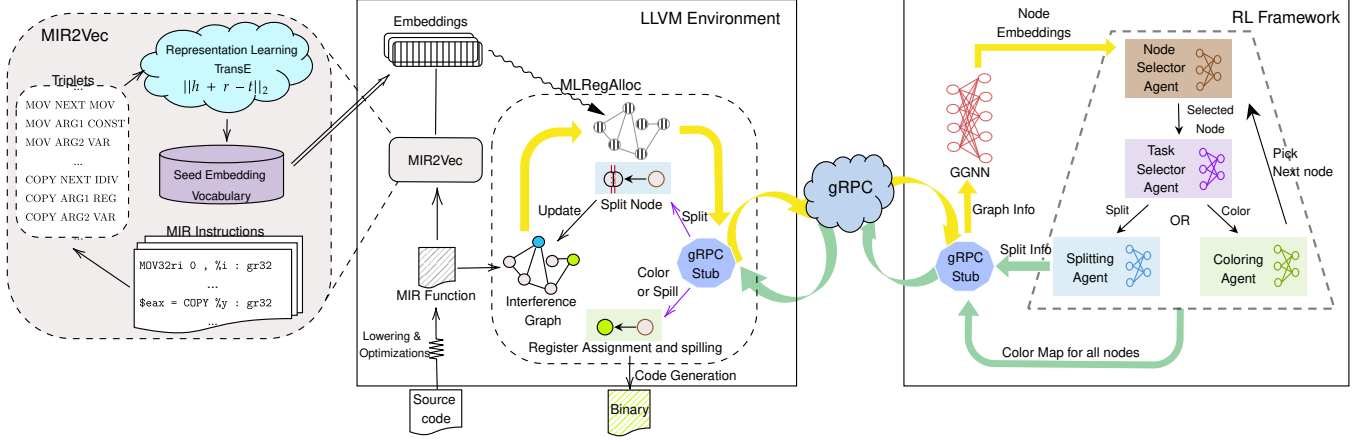 MIR2Vec
Representation Learning
TransE
||h + r − t||₂
Triplets
...
MOV NEXT MOV
MOV ARG1 CONST
MOV ARG2 VAR
...
COPY NEXT IDIV
COPY ARG1 REG
COPY ARG2 VAR
...
Seed Embedding
Vocabulary
MIR Instructions
MOV32ri 0 , %i : gr32
...
$eax = COPY %y : gr32
...
LLVM Environment
Embeddings
MIR2Vec
MIR Function
Lowering &
Optimizations
Source
code
MLRegAlloc
Split Node
Update
Split
Interference
Graph
gRPC
Stub
Color
or Spill
Register Assignment and spilling
Code Generation
Binary
gRPC
RL Framework
Node
Embeddings
GGNN
Graph Info
gRPC
Stub
Split Info
Node
Selector
Agent
Selected
Node
Task
Selector
Agent
Pick
Next node
Split
OR
Color
Splitting
Agent
Coloring
Agent
Color Map for all nodes